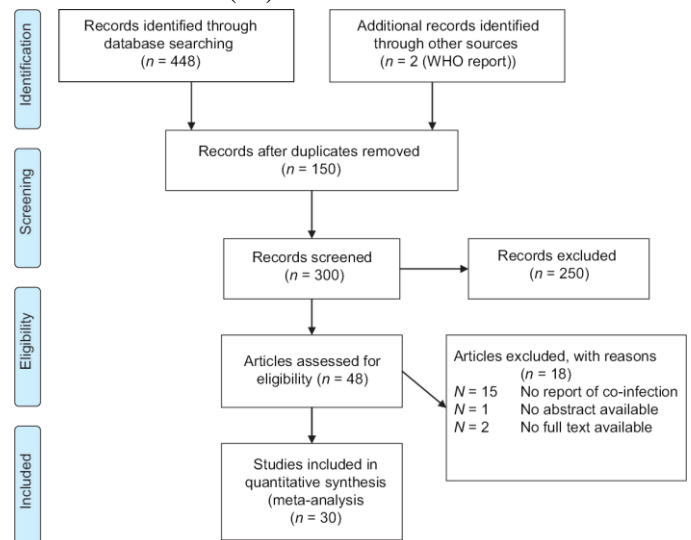 Identification
Records identified through
database searching
(n = 448)
Additional records identified
through other sources
(n = 2 (WHO report))
Records after duplicates removed
(n = 150)
Screening
Records screened
(n = 300)
Records excluded
(n = 250)
Eligibility
Articles assessed for
eligibility (n = 48)
Articles excluded, with reasons
(n = 18)
N = 15 No report of co-infection
N = 1 No abstract available
N = 2 No full text available
Included
Studies included in
quantitative synthesis
(meta-analysis
(n = 30)